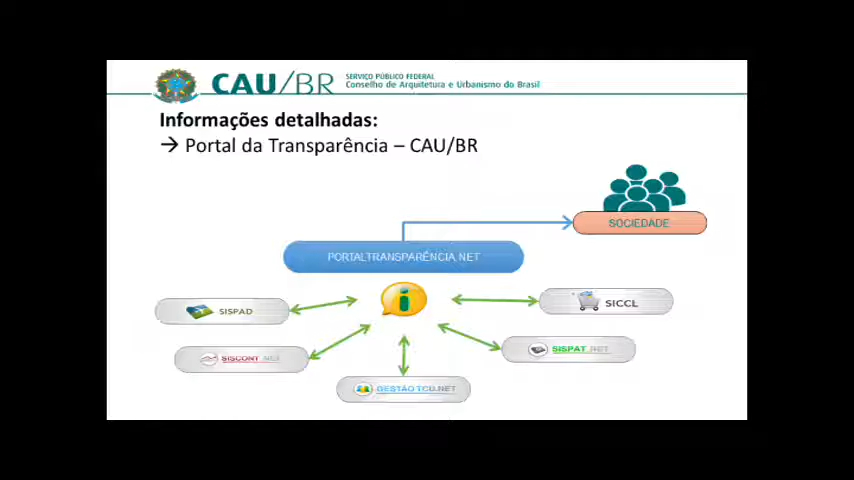 CAU/BR
SERVIÇO PÚBLICO FEDERAL
Conselho de Arquitetura e Urbanismo do Brasil
Informações detalhadas:
→ Portal da Transparência – CAU/BR
SOCIEDADE
PORTALTRANSPARÊNCIA.NET
SISPAD
SICCL
SISCONT.NET
SISPAT.NET
GESTÃO TCU.NET